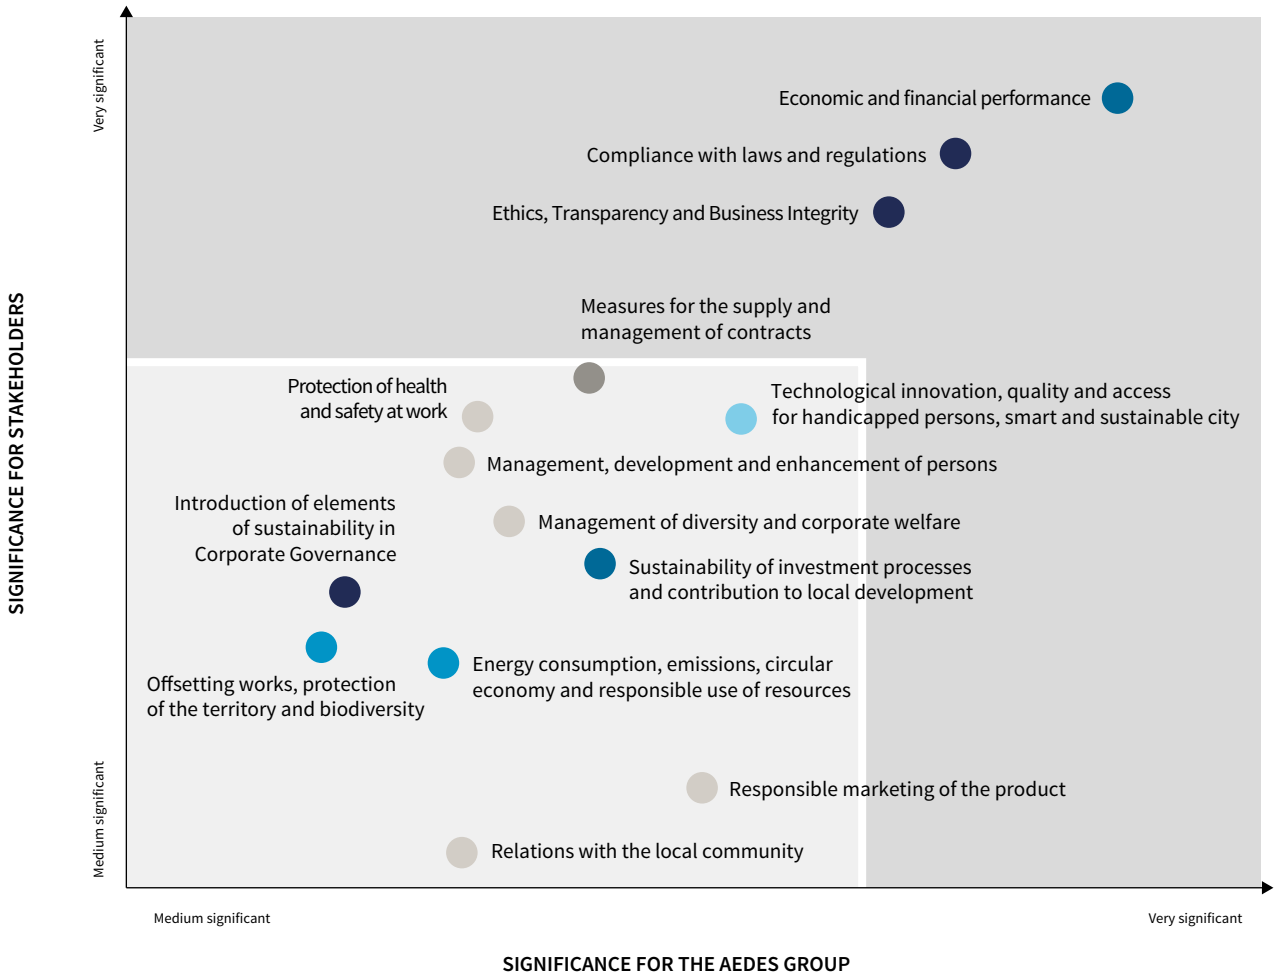 Very significant
Economic and financial performance
Compliance with laws and regulations
Ethics, Transparency and Business Integrity
SIGNIFICANCE FOR STAKEHOLDERS
Measures for the supply and
management of contracts
Protection of health
and safety at work
Technological innovation, quality and access
for handicapped persons, smart and sustainable city
Management, development and enhancement of persons
Introduction of elements
of sustainability in
Corporate Governance
Management of diversity and corporate welfare
Sustainability of investment processes
and contribution to local development
Offsetting works, protection
of the territory and biodiversity
Energy consumption, emissions, circular
economy and responsible use of resources
Responsible marketing of the product
Relations with the local community
Medium significant
Medium significant
Very significant
SIGNIFICANCE FOR THE AEDES GROUP